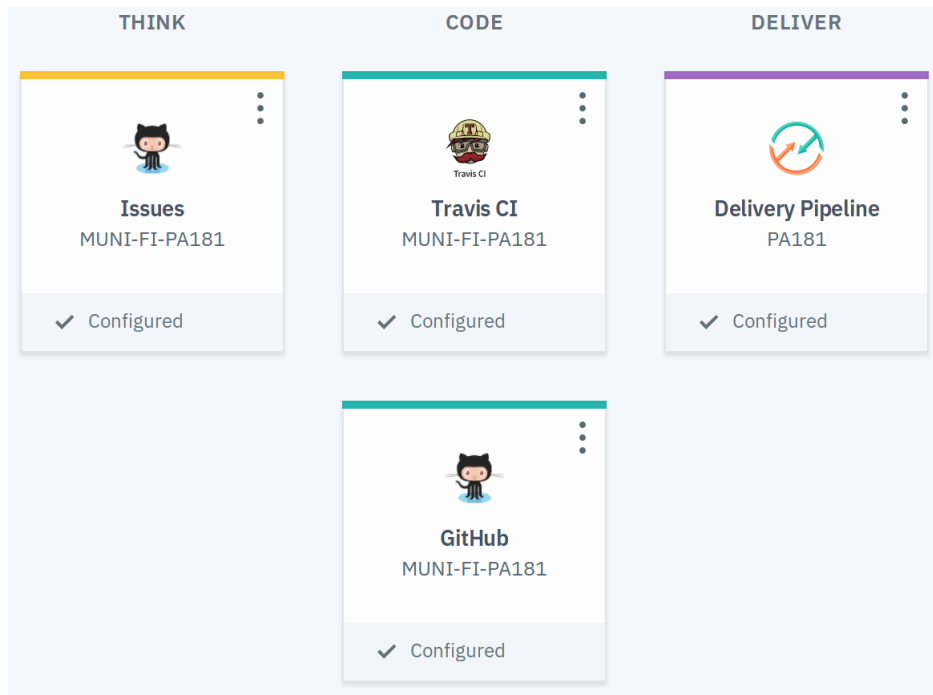 THINK
CODE
DELIVER
Issues
MUNI-FI-PA181
Configured
T
Travis CI
Travis CI
MUNI-FI-PA181
Configured
Delivery Pipeline
PA181
Configured
GitHub
MUNI-FI-PA181
Configured